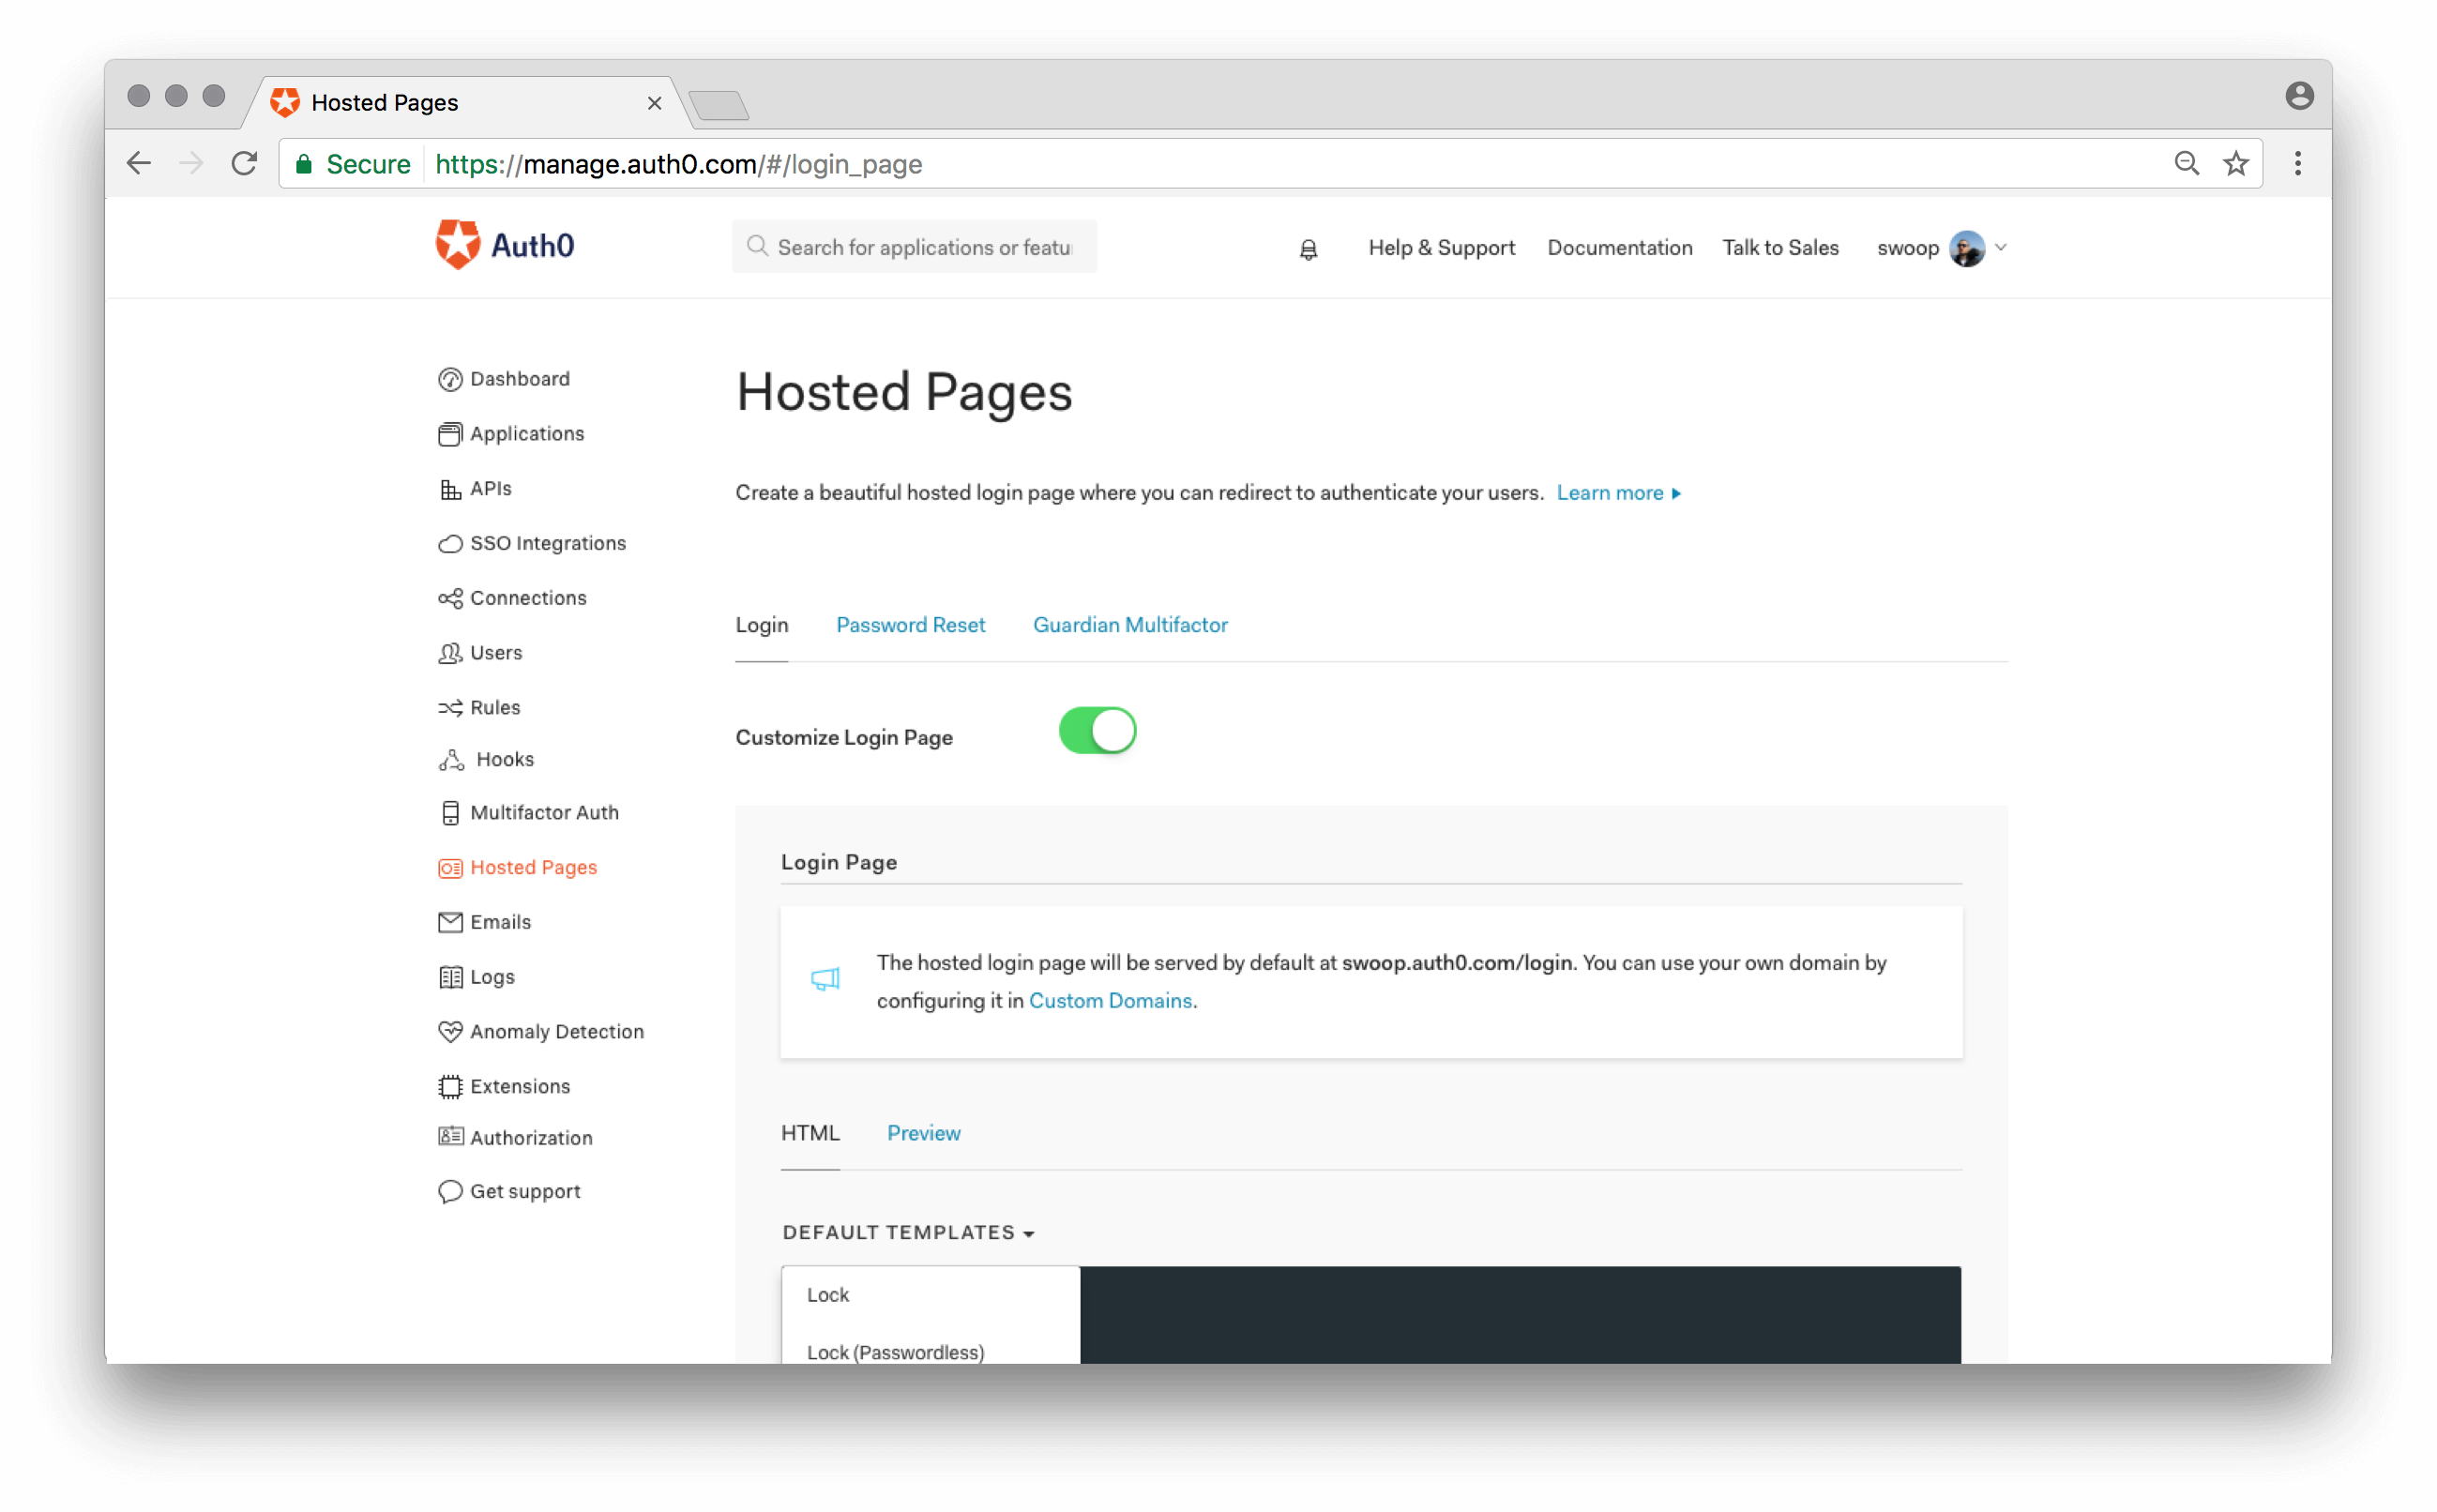 Hosted Pages
Secure https://manage.auth0.com/#/login_page
Auth0
Search for applications or featu
Help & Support
Documentation
Talk to Sales
swoop
Dashboard
Applications
APIs
SSO Integrations
Connections
Users
Rules
Hooks
Multifactor Auth
Hosted Pages
Emails
Logs
Anomaly Detection
Extensions
Authorization
Get support
Hosted Pages
Create a beautiful hosted login page where you can redirect to authenticate your users. Learn more
Login Password Reset Guardian Multifactor
Customize Login Page
Login Page
The hosted login page will be served by default at swoop.auth0.com/login. You can use your own domain by
configuring it in Custom Domains.
HTML Preview
DEFAULT TEMPLATES
Lock
Lock (Passwordless)